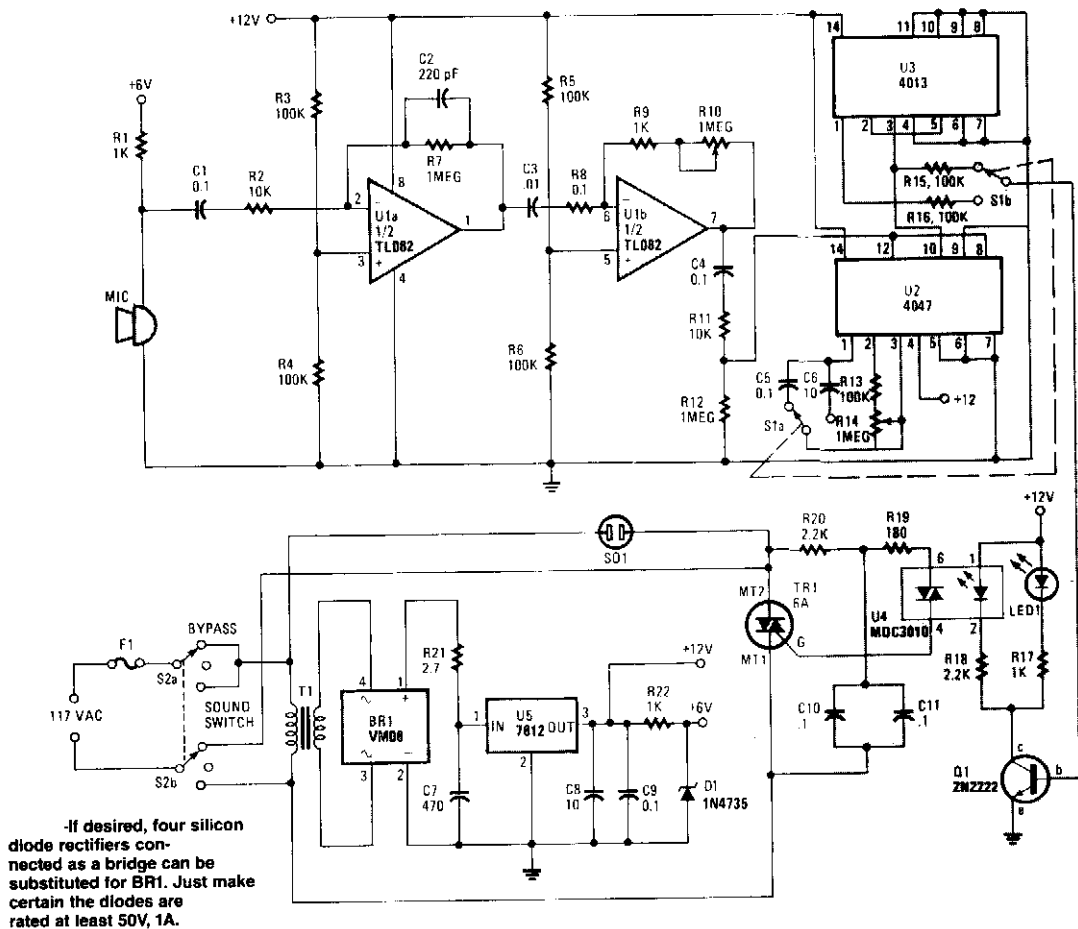 +12V
+6V
R1
1K
C1
0.1
R2
10K
MIC
R3
100K
R4
100K
C2
220 pF
R7
1MEG
2
−
U1a
1/2
TL082
3
+
8
1
4
C3
.01
R5
100K
R8
0.1
R6
100K
R9
1K
R10
1MEG
6
−
U1b
1/2
TL082
5
+
7
C4
0.1
R11
10K
R12
1MEG
14 11 10 9 8
U3
4013
1 2 3 4 5 6 7
R15, 100K
R16, 100K
S1b
14 12 10 9 8
U2
4047
1 2 3 4 5 6 7
C5
0.1
C6
10
R13
100K
R14
1MEG
S1a
+12
F1
117 VAC
S2a
BYPASS
SOUND
SWITCH
S2b
T1
4 1
+
BR1
VM08
−
3 2
R21
2.7
C7
470
1
IN
U5
7812
OUT
3
2
C8
10
C9
0.1
R22
1K
+12V
+6V
D1
1N4735
SO1
MT2
TR1
6A
G
MT1
R20
2.2K
R19
180
6 1
U4
MOC3010
4 2
+12V
LED1
R18
2.2K
R17
1K
C10
.1
C11
.1
Q1
2N2222
c
b
e
-If desired, four silicon
diode rectifiers con-
nected as a bridge can be
substituted for BR1. Just make
certain the diodes are
rated at least 50V, 1A.